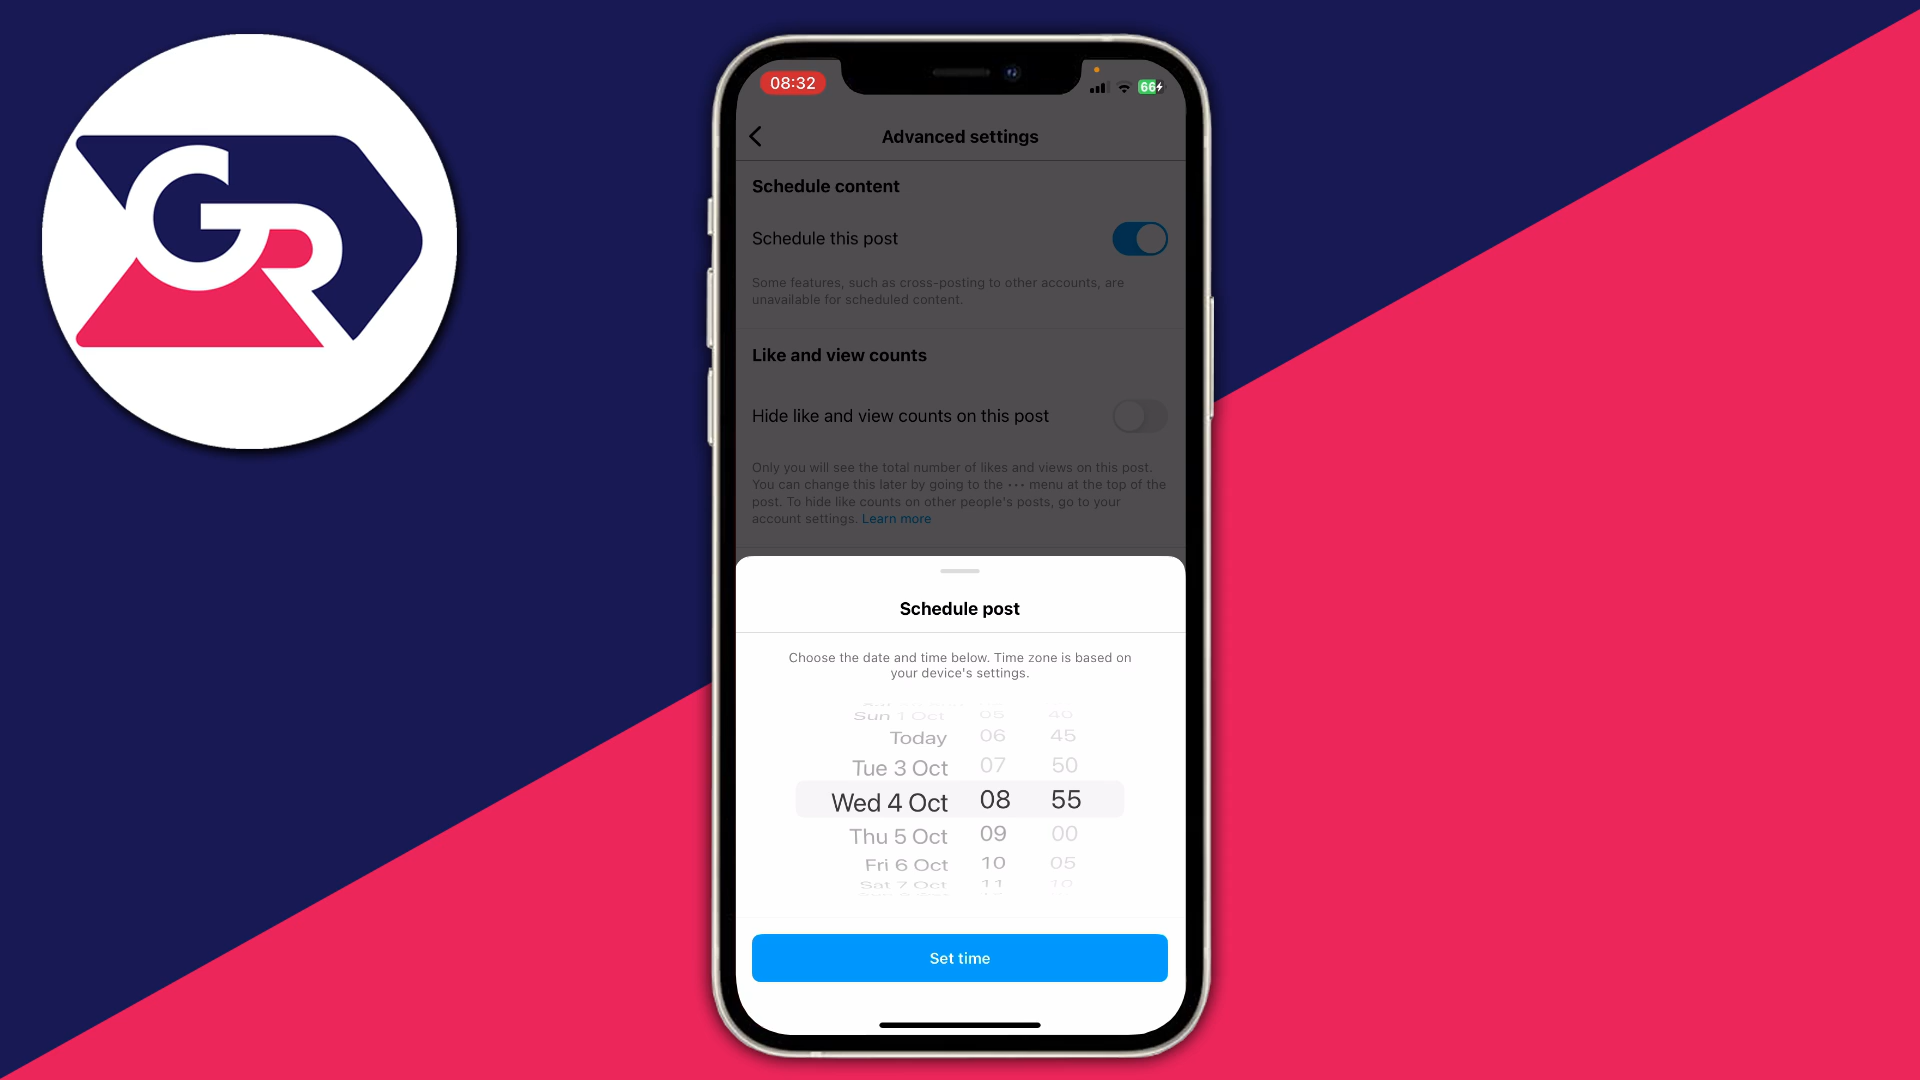 GR
08:32
66
Advanced settings
Schedule content
Schedule this post
Some features, such as cross-posting to other accounts, are
unavailable for scheduled content.
Like and view counts
Hide like and view counts on this post
Only you will see the total number of likes and views on this post.
You can change this later by going to the ··· menu at the top of the
post. To hide like counts on other people's posts, go to your
account settings. Learn more
Schedule post
Choose the date and time below. Time zone is based on
your device's settings.
Sun 1 Oct 05 40
Today 06 45
Tue 3 Oct 07 50
Wed 4 Oct 08 55
Thu 5 Oct 09 00
Fri 6 Oct 10 05
Sat 7 Oct 11 10
Set time